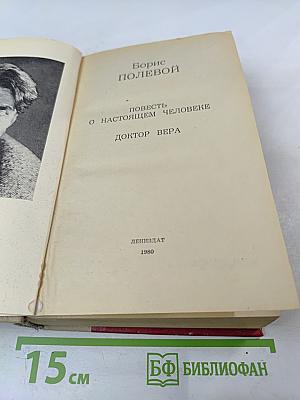 Борис
ПОЛЕВОЙ
ПОВЕСТЬ
О НАСТОЯЩЕМ ЧЕЛОВЕКЕ
ДОКТОР ВЕРА
ЛЕНИЗДАТ
1980
15 см
БФ БИБЛИОФАН